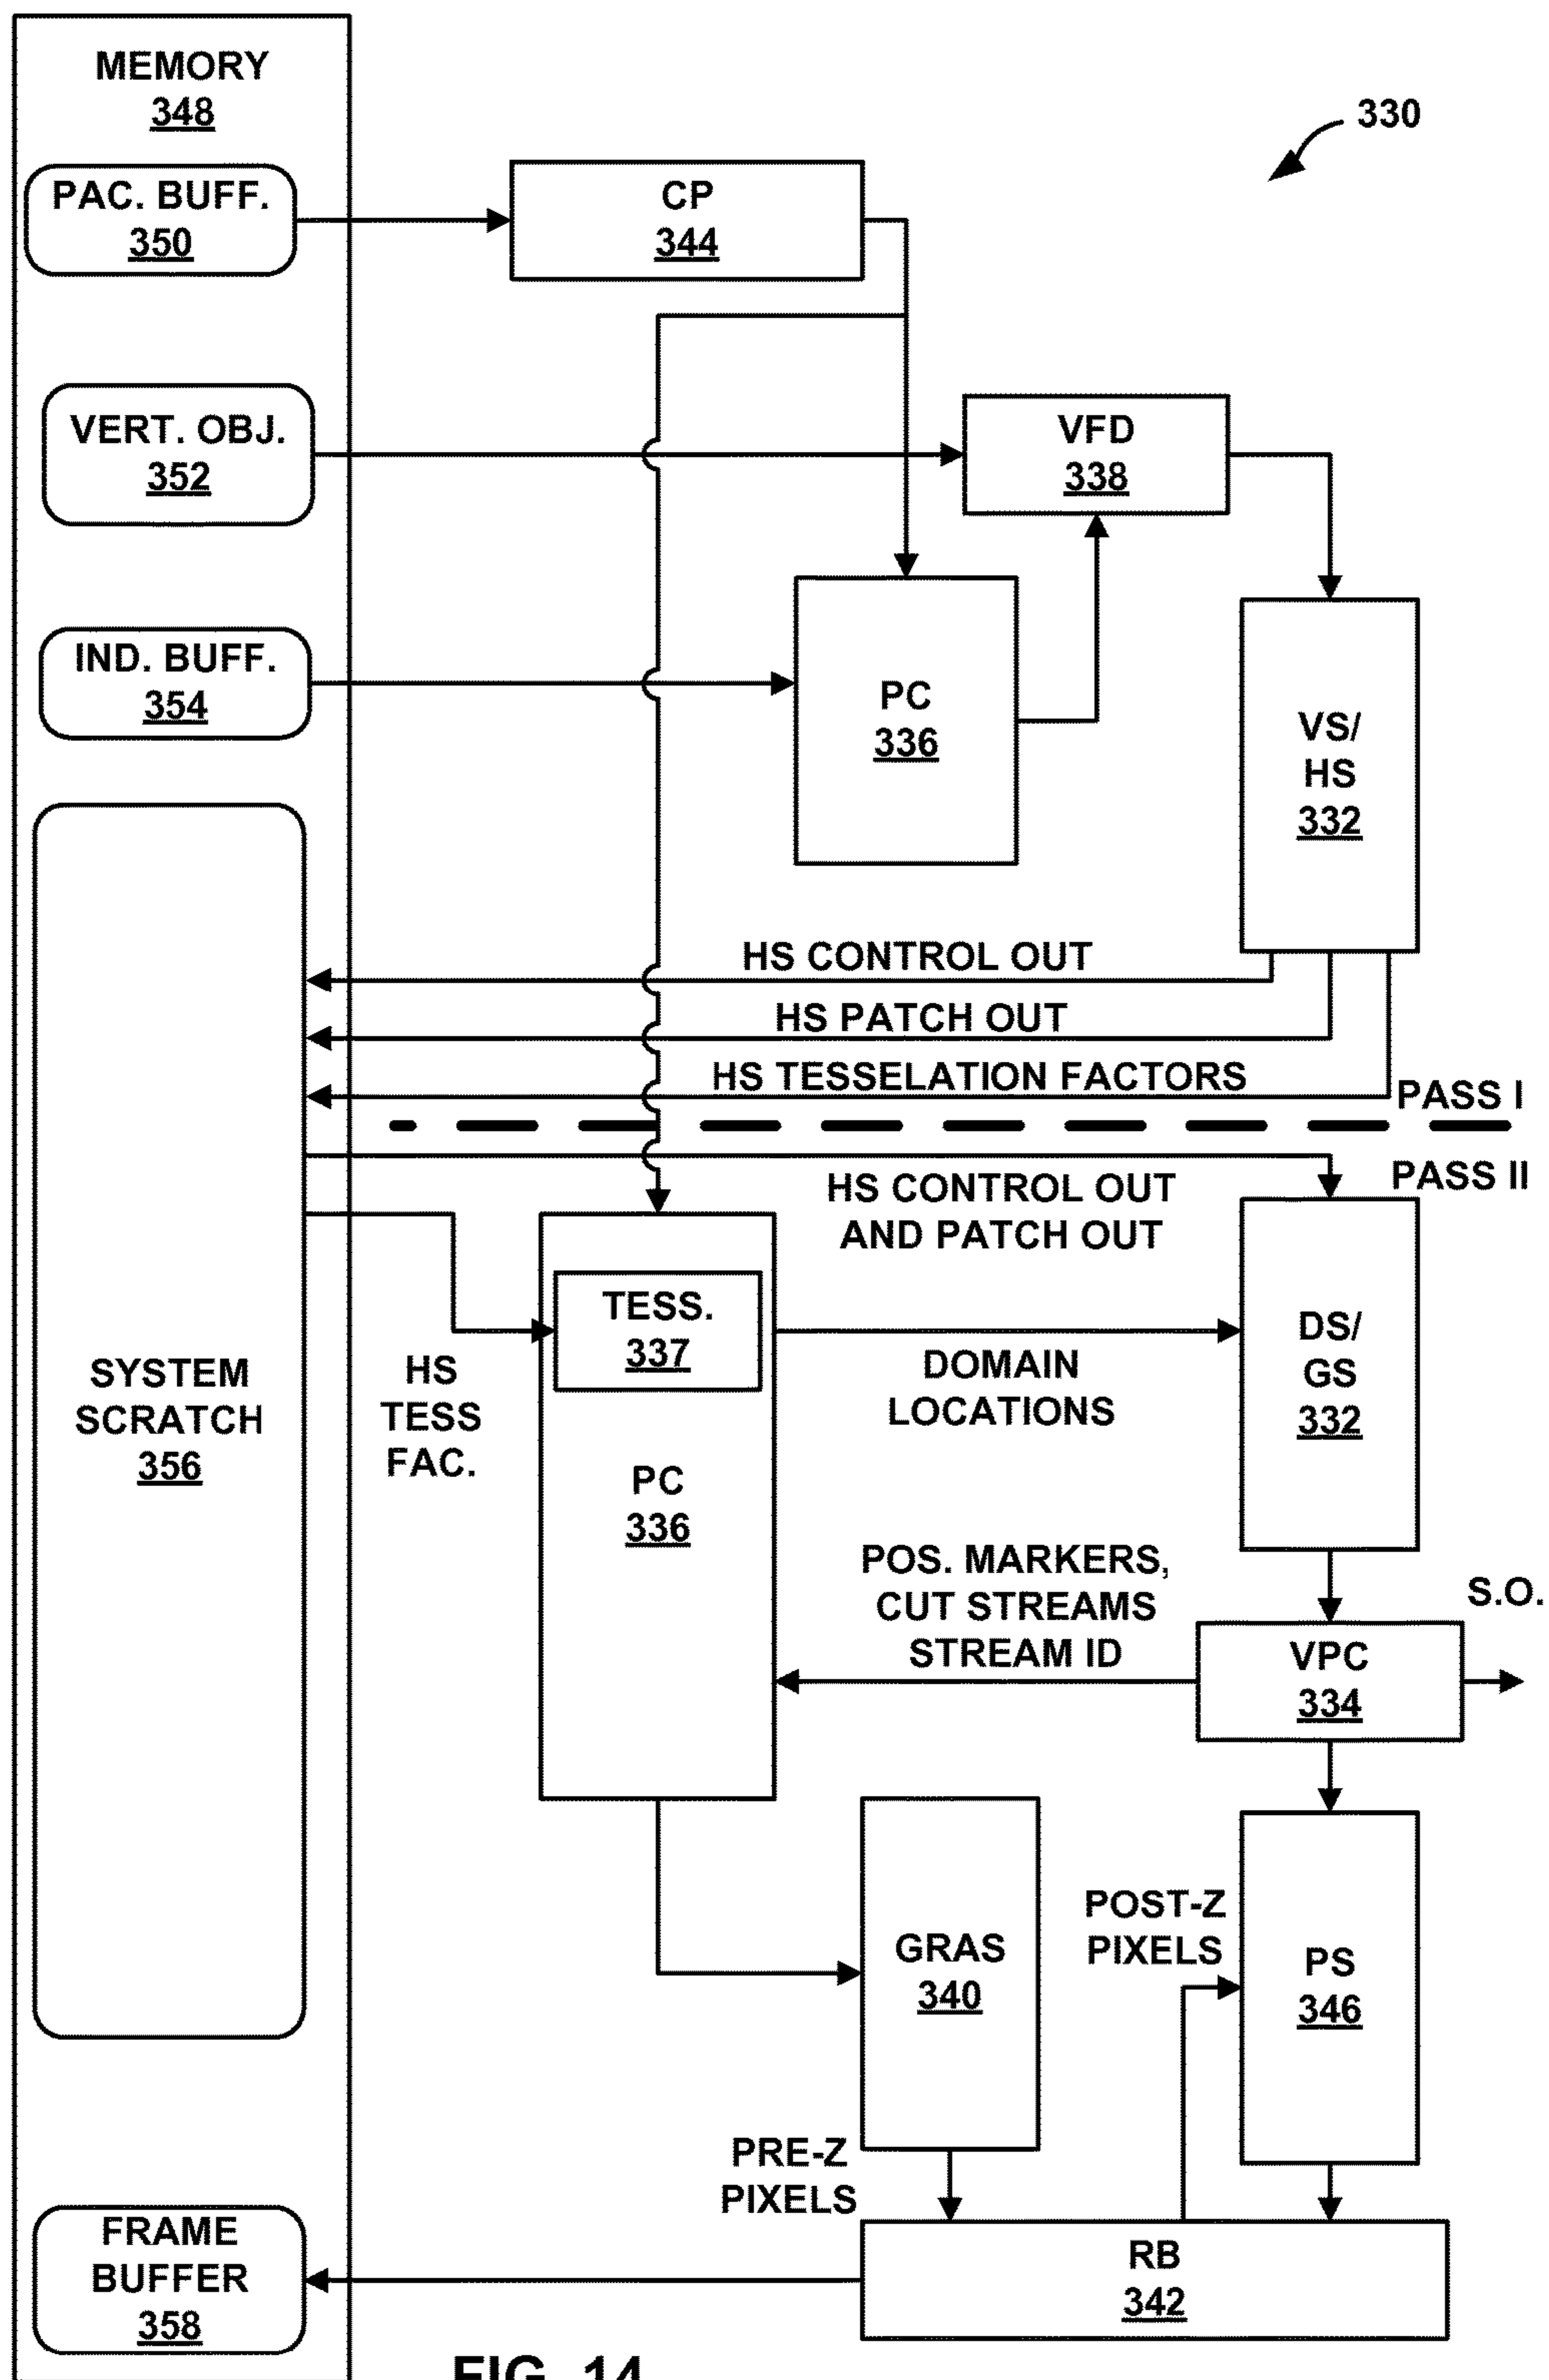 MEMORY
348
330
PAC. BUFF.
350
CP
344
VERT. OBJ.
352
VFD
338
IND. BUFF.
354
PC
336
VS/
HS
332
HS CONTROL OUT
HS PATCH OUT
HS TESSELATION FACTORS
PASS I
PASS II
HS CONTROL OUT
AND PATCH OUT
TESS.
337
DOMAIN
LOCATIONS
DS/
GS
332
SYSTEM
SCRATCH
356
HS
TESS
FAC.
PC
336
POS. MARKERS,
CUT STREAMS
STREAM ID
S.O.
VPC
334
GRAS
340
POST-Z
PIXELS
PS
346
PRE-Z
PIXELS
FRAME
BUFFER
358
RB
342
FIG. 14